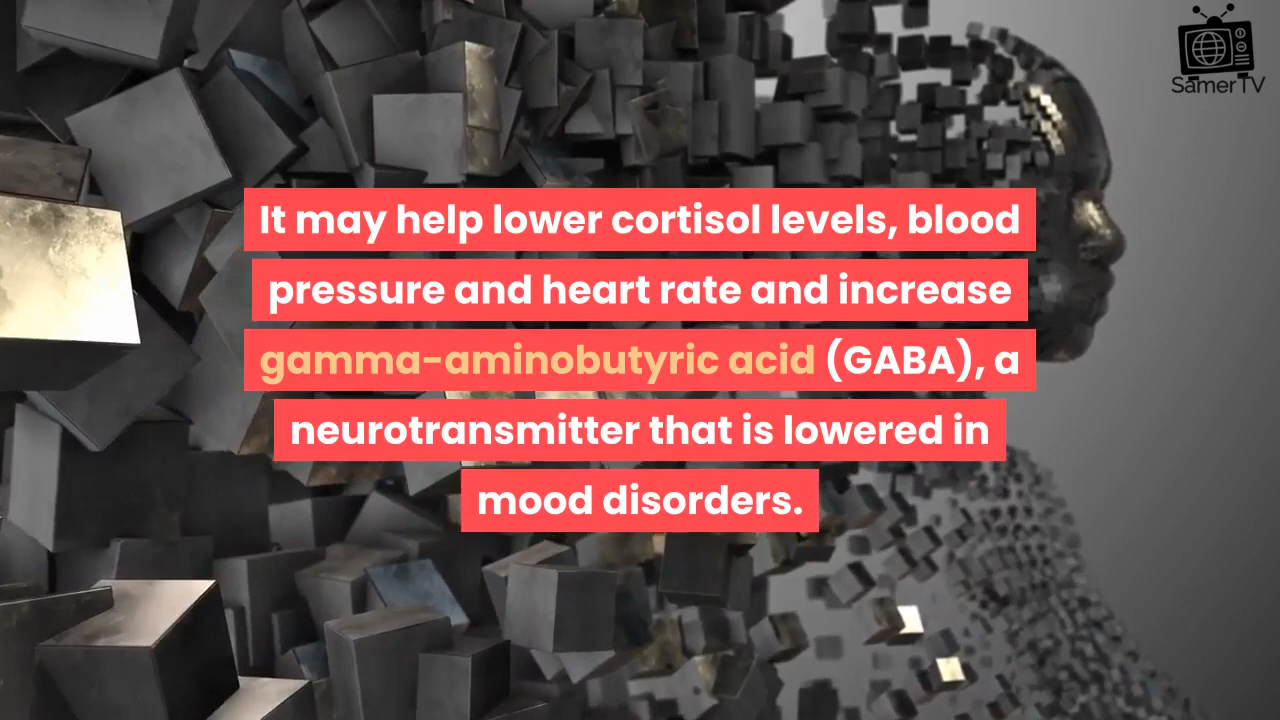 SamerTV
It may help lower cortisol levels, blood
pressure and heart rate and increase
gamma-aminobutyric acid (GABA), a
neurotransmitter that is lowered in
mood disorders.